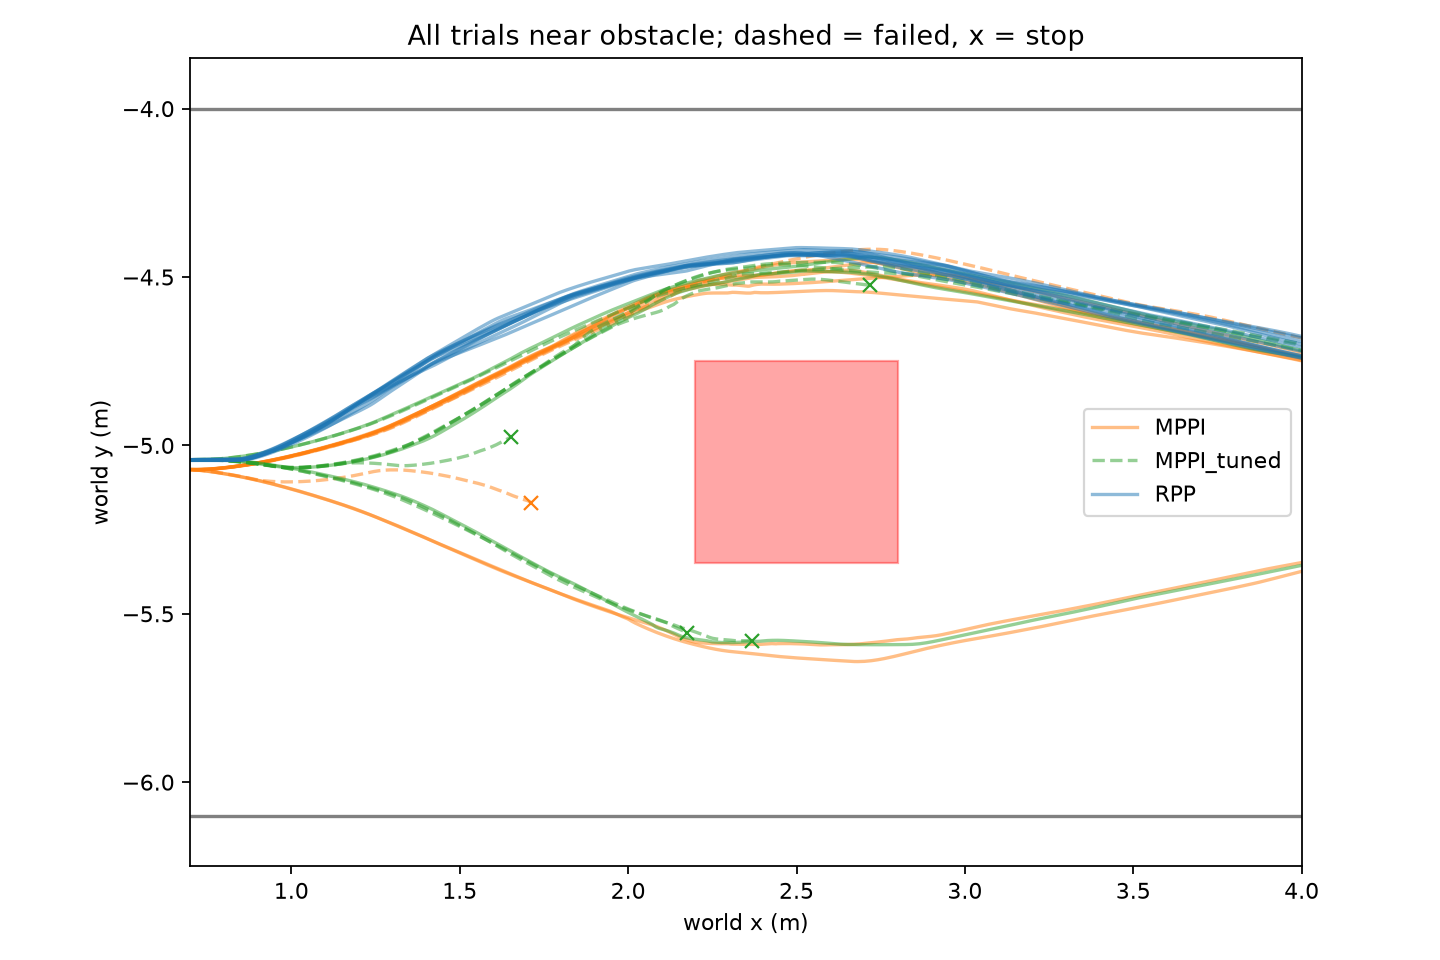 All trials near obstacle; dashed = failed, x = stop
−4.0
−4.5
−5.0
−5.5
−6.0
world y (m)
MPPI
MPPI_tuned
RPP
1.0 1.5 2.0 2.5 3.0 3.5 4.0
world x (m)